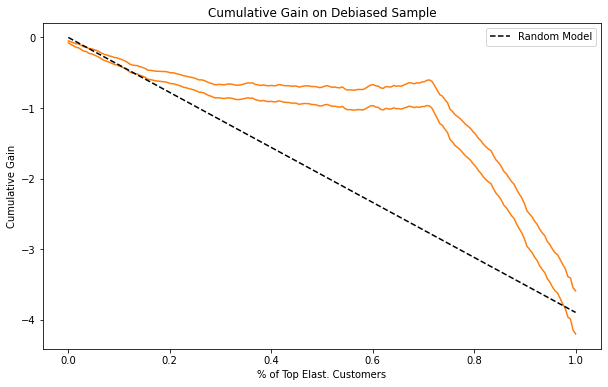 Cumulative Gain on Debiased Sample
Random Model
Cumulative Gain
0
−1
−2
−3
−4
0.0 0.2 0.4 0.6 0.8 1.0
% of Top Elast. Customers